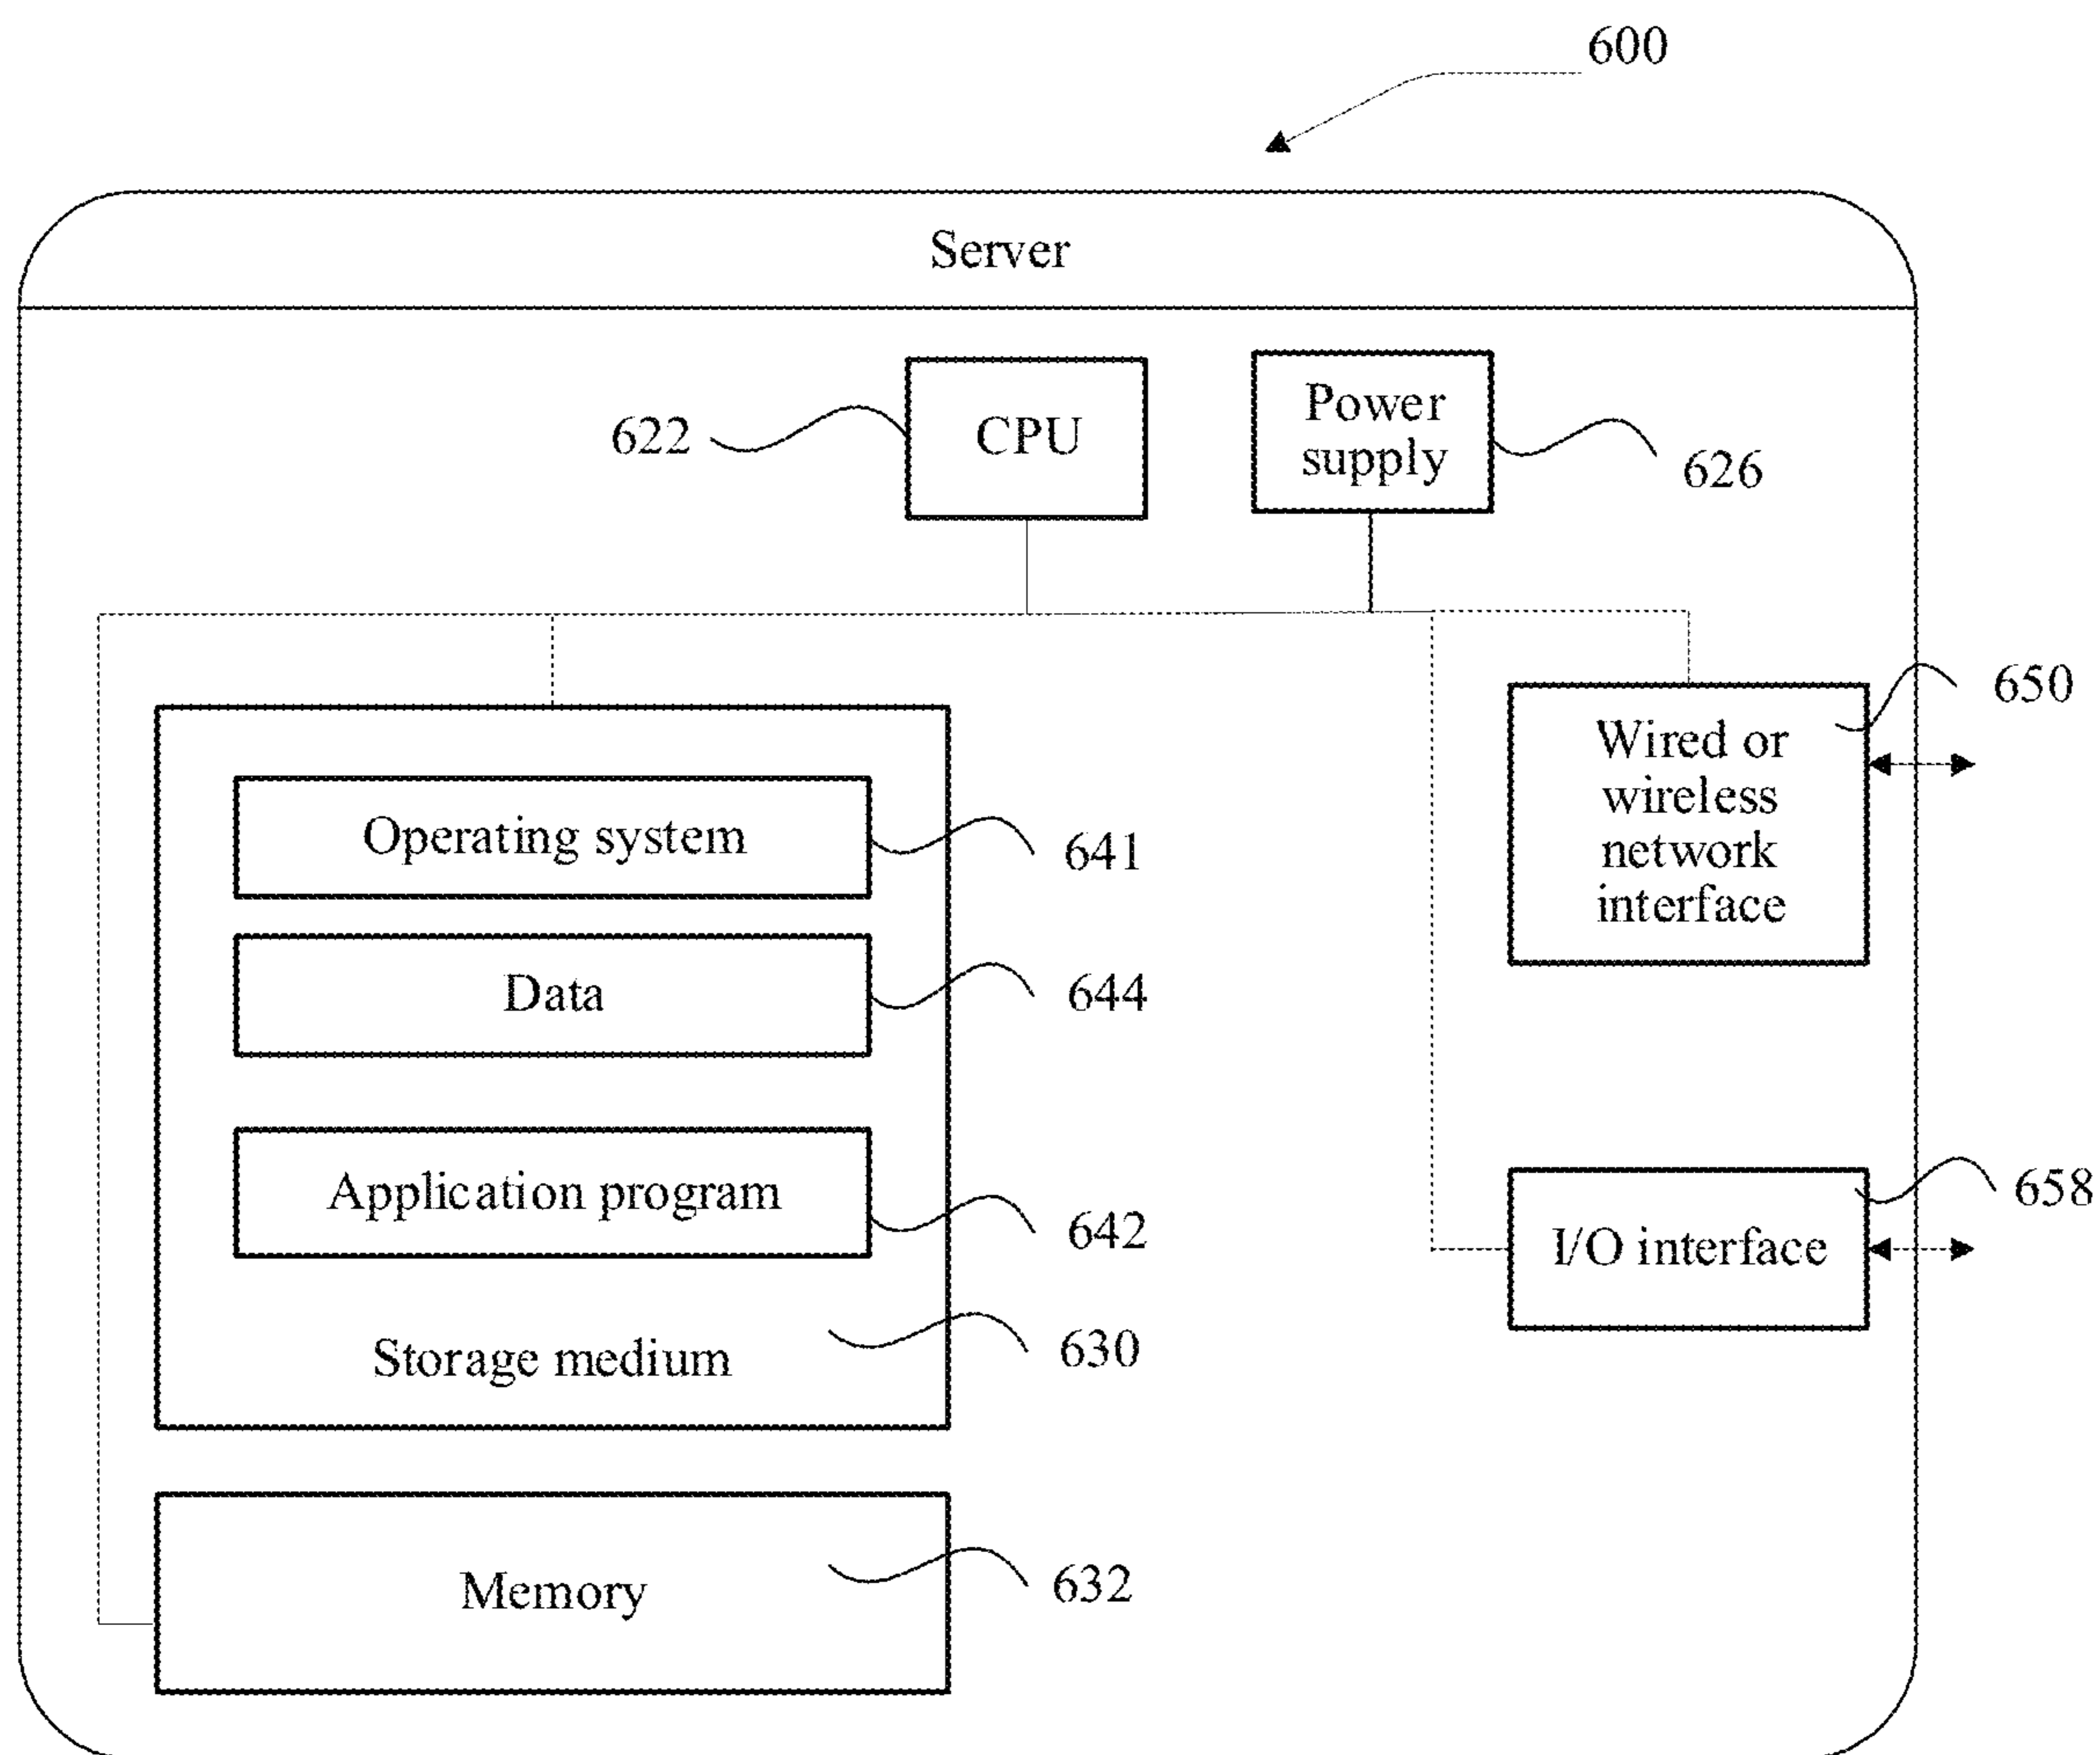 600
Server
622
CPU
Power
supply
626
650
Wired or
wireless
network
interface
Operating system
641
Data
644
Application program
642
658
I/O interface
Storage medium
630
Memory
632